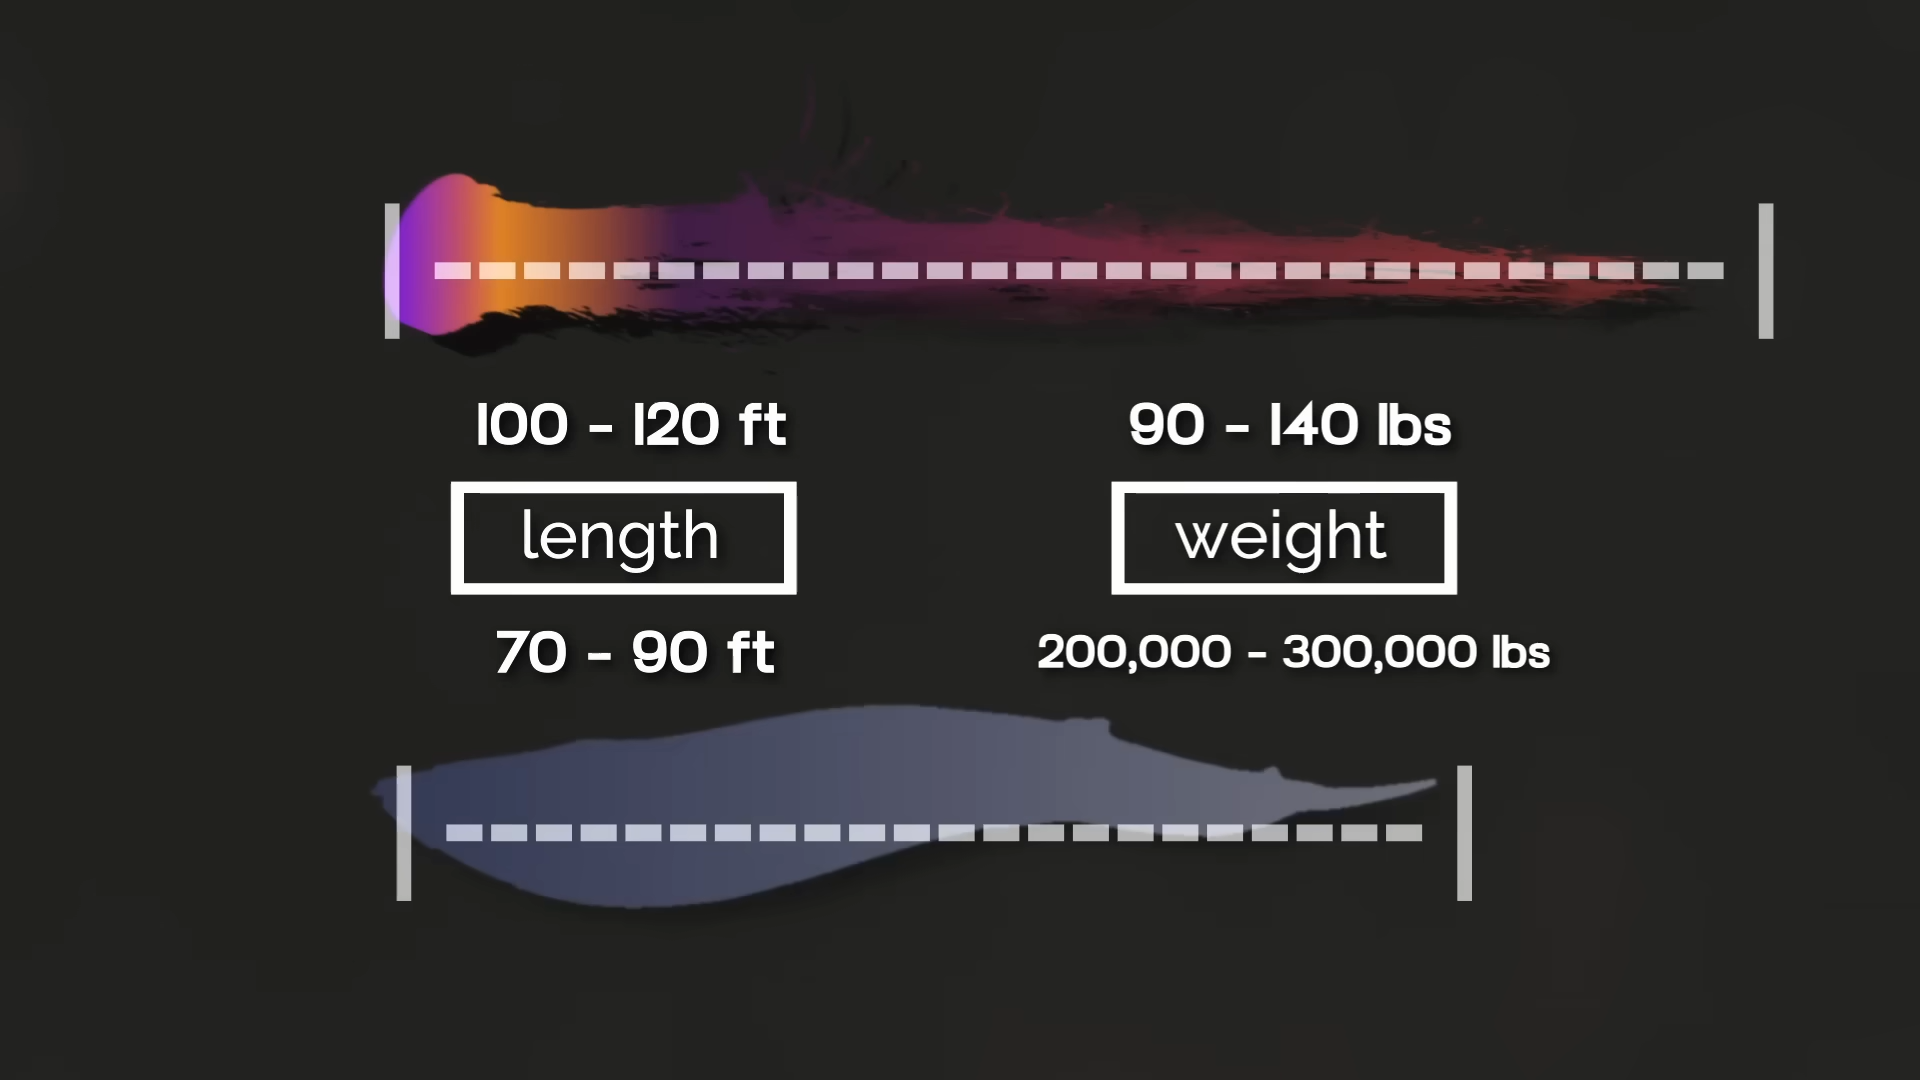 100 - 120 ft
90 - 140 lbs
length
weight
70 - 90 ft
200,000 - 300,000 lbs